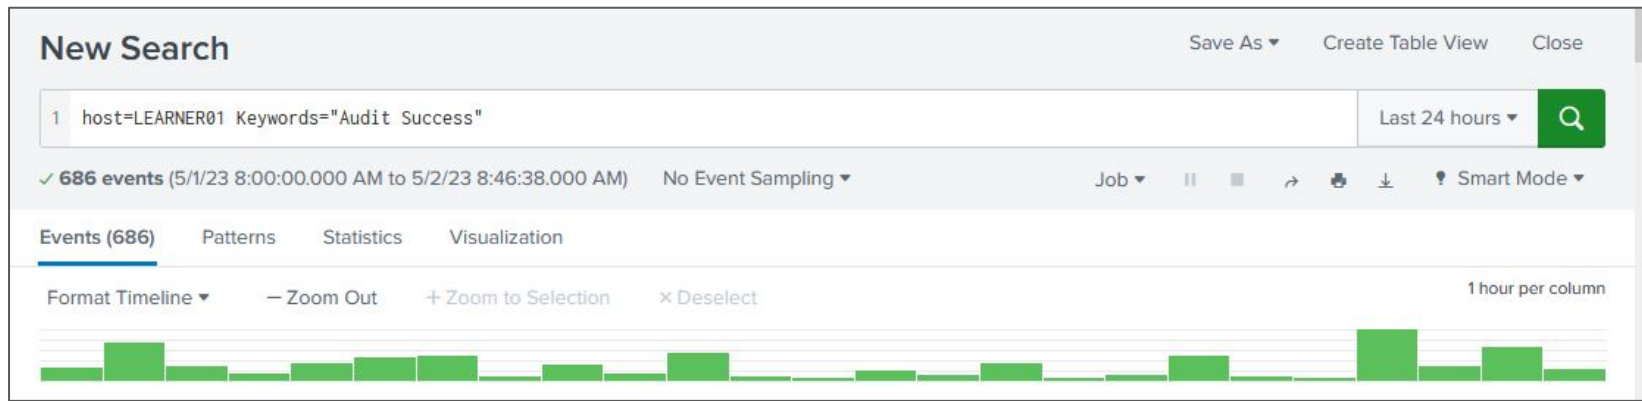 New Search
Save As Create Table View Close
1 host=LEARNER01 Keywords="Audit Success" Last 24 hours
686 events (5/1/23 8:00:00.000 AM to 5/2/23 8:46:38.000 AM) No Event Sampling Job Smart Mode
Events (686) Patterns Statistics Visualization
Format Timeline — Zoom Out + Zoom to Selection × Deselect 1 hour per column